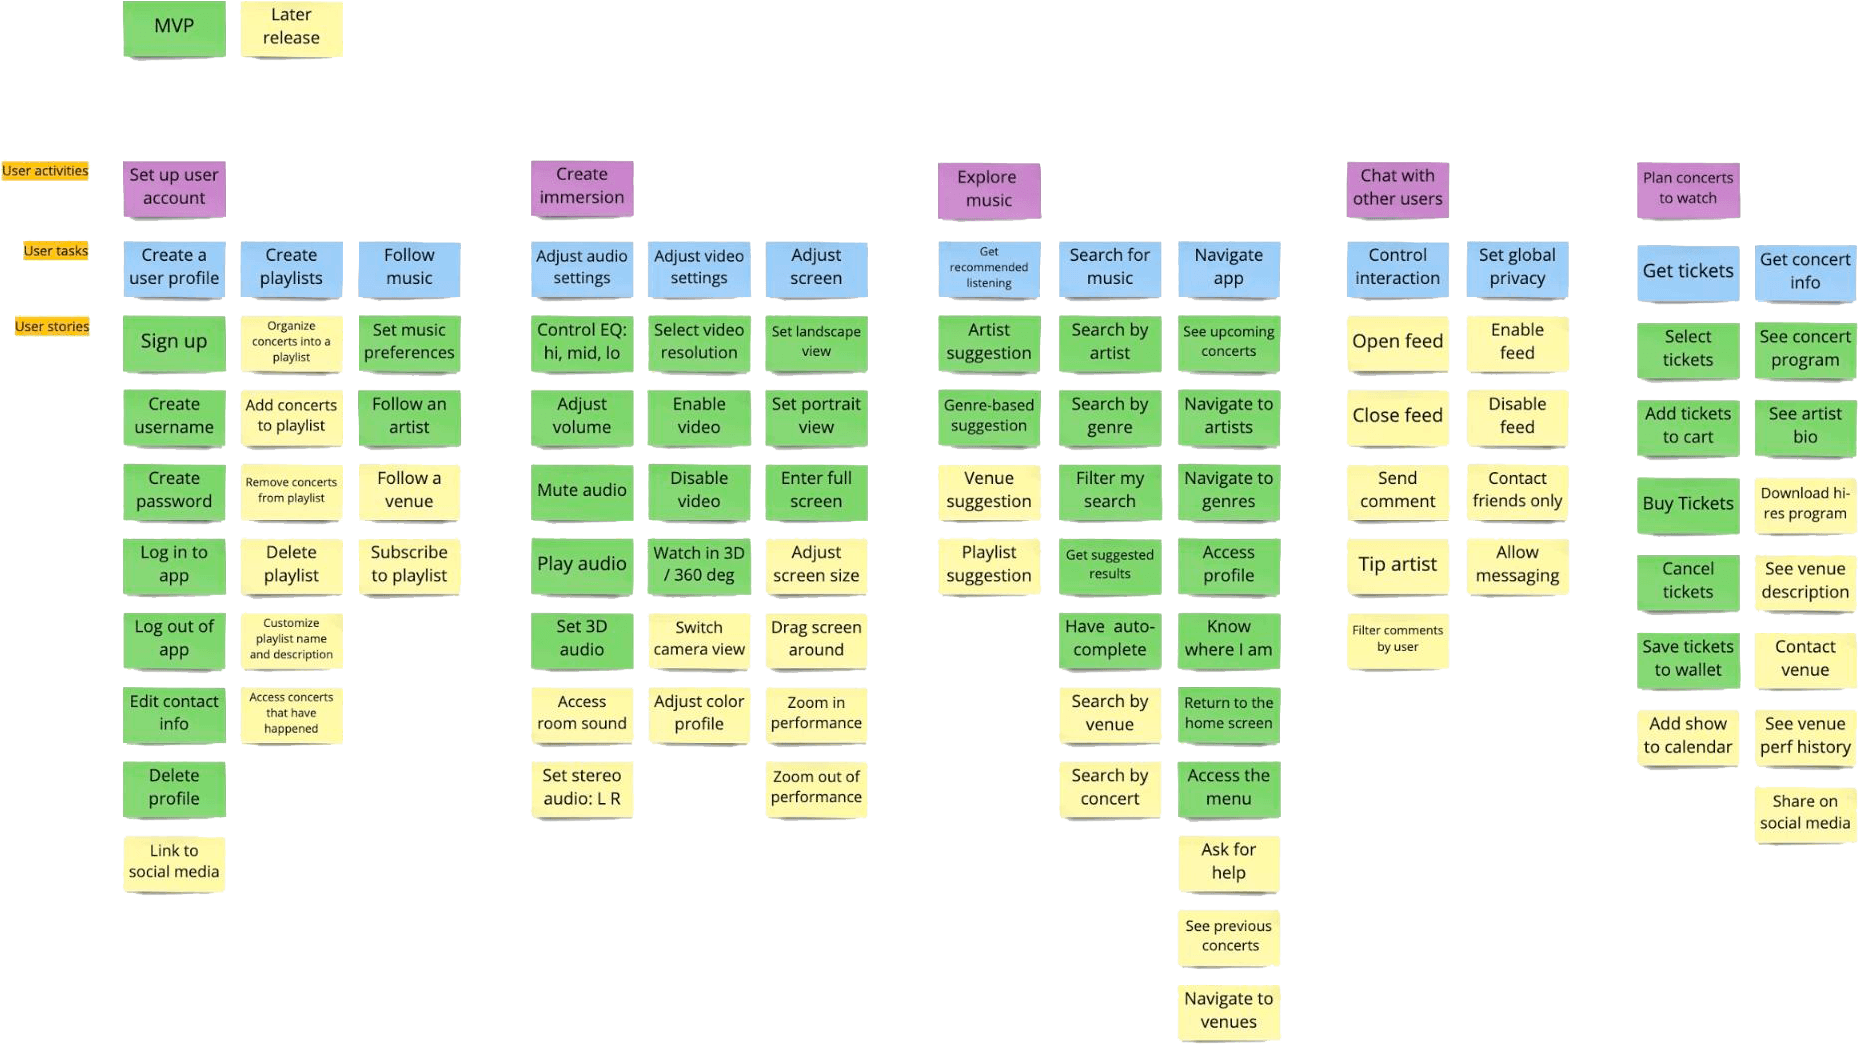 MVP
Later
release
User activities
Set up user
account
Create
immersion
Explore
music
Chat with
other users
Plan concerts
to watch
User tasks
Create a
user profile
Create
playlists
Follow
music
Adjust audio
settings
Adjust video
settings
Adjust
screen
Get
recommended
listening
Search for
music
Navigate
app
Control
interaction
Set global
privacy
Get tickets
Get concert
info
User stories
Sign up
Organize
concerts into a
playlist
Set music
preferences
Control EQ:
hi, mid, lo
Select video
resolution
Set landscape
view
Artist
suggestion
Search by
artist
See upcoming
concerts
Open feed
Enable
feed
Select
tickets
See concert
program
Create
username
Add concerts
to playlist
Follow an
artist
Adjust
volume
Enable
video
Set portrait
view
Genre-based
suggestion
Search by
genre
Navigate to
artists
Close feed
Disable
feed
Add tickets
to cart
See artist
bio
Create
password
Remove concerts
from playlist
Follow a
venue
Mute audio
Disable
video
Enter full
screen
Venue
suggestion
Filter my
search
Navigate to
genres
Send
comment
Contact
friends only
Buy Tickets
Download hi-
res program
Log in to
app
Delete
playlist
Subscribe
to playlist
Play audio
Watch in 3D
/ 360 deg
Adjust
screen size
Playlist
suggestion
Get suggested
results
Access
profile
Tip artist
Allow
messaging
Cancel
tickets
See venue
description
Log out of
app
Customize
playlist name
and description
Set 3D
audio
Switch
camera view
Drag screen
around
Have auto-
complete
Know
where I am
Filter comments
by user
Save tickets
to wallet
Contact
venue
Edit contact
info
Access concerts
that have
happened
Access
room sound
Adjust color
profile
Zoom in
performance
Search by
venue
Return to the
home screen
Add show
to calendar
See venue
perf history
Delete
profile
Set stereo
audio: L R
Zoom out of
performance
Search by
concert
Access the
menu
Share on
social media
Link to
social media
Ask for
help
See previous
concerts
Navigate to
venues